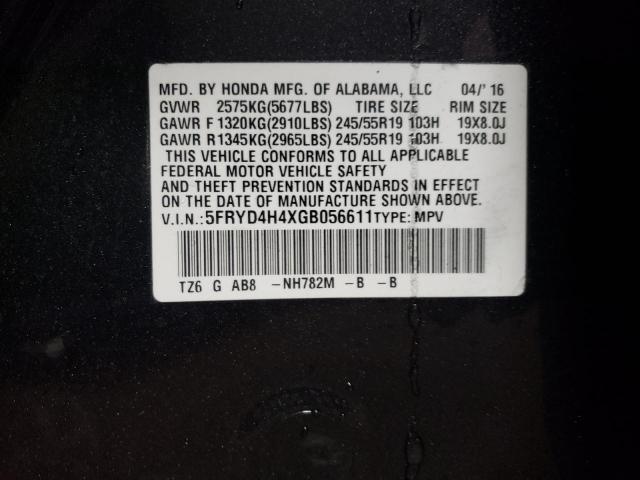 MFD. BY HONDA MFG. OF ALABAMA, LLC 04/'16
GVWR 2575KG(5677LBS) TIRE SIZE RIM SIZE
GAWR F 1320KG(2910LBS) 245/55R19 103H 19X8.0J
GAWR R 1345KG(2965LBS) 245/55R19 103H 19X8.0J
THIS VEHICLE CONFORMS TO ALL APPLICABLE
FEDERAL MOTOR VEHICLE SAFETY
AND THEFT PREVENTION STANDARDS IN EFFECT
ON THE DATE OF MANUFACTURE SHOWN ABOVE.
V.I.N.:5FRYD4H4XGB056611TYPE: MPV
TZ6 G AB8 -NH782M -B -B